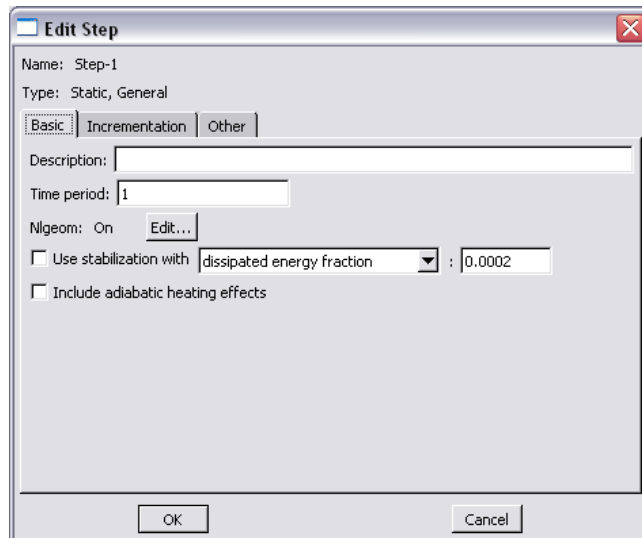 Edit Step
Name: Step-1
Type: Static, General
Basic Incrementation Other
Description:
Time period: 1
Nlgeom: On Edit...
Use stabilization with dissipated energy fraction : 0.0002
Include adiabatic heating effects
OK Cancel